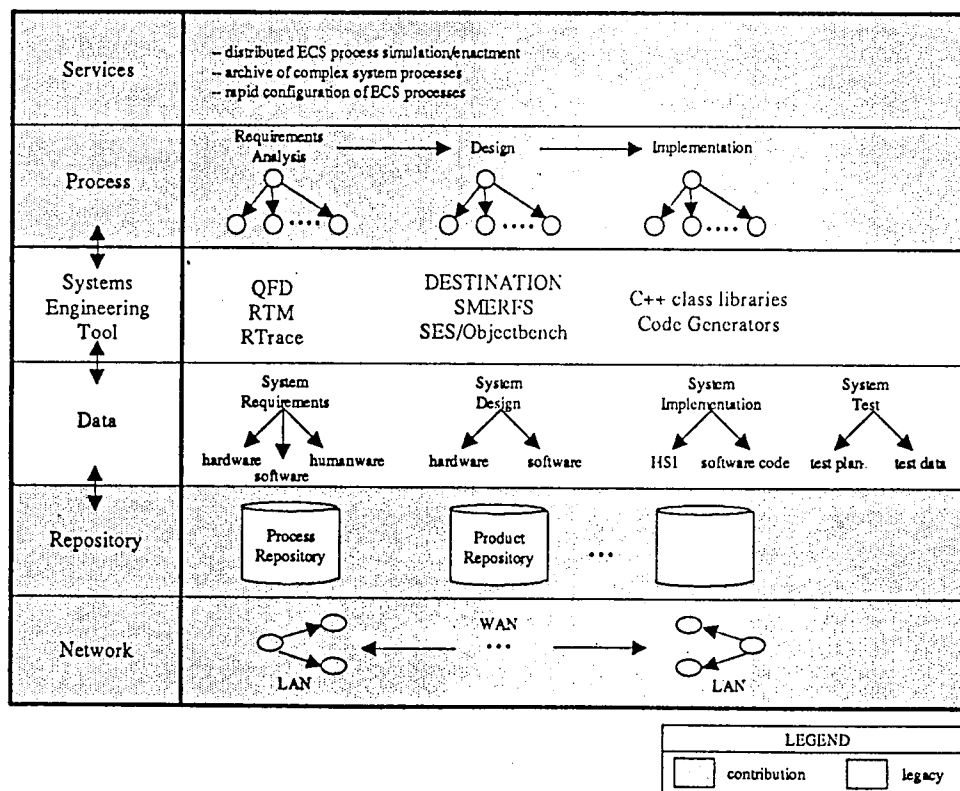 Services
– distributed ECS process simulation/enactment
– archive of complex system processes
– rapid configuration of ECS processes
Process
Requirements
Analysis
Design
Implementation
Systems
Engineering
Tool
QFD
RTM
RTrace
DESTINATION
SMERFS
SES/Objectbench
C++ class libraries
Code Generators
Data
System
Requirements
hardware
software
humanware
System
Design
hardware
software
System
Implementation
HSI
software code
System
Test
test plan.
test data
Repository
Process
Repository
Product
Repository
...
Network
LAN
WAN
...
LAN
LEGEND
contribution
legacy